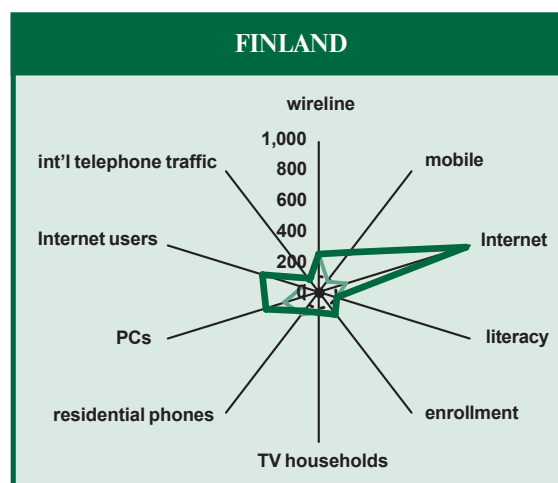 FINLAND
wireline
1,000
mobile
800
int'l telephone traffic
600
400
Internet users
Internet
200
0
PCs
literacy
residential phones
enrollment
TV households